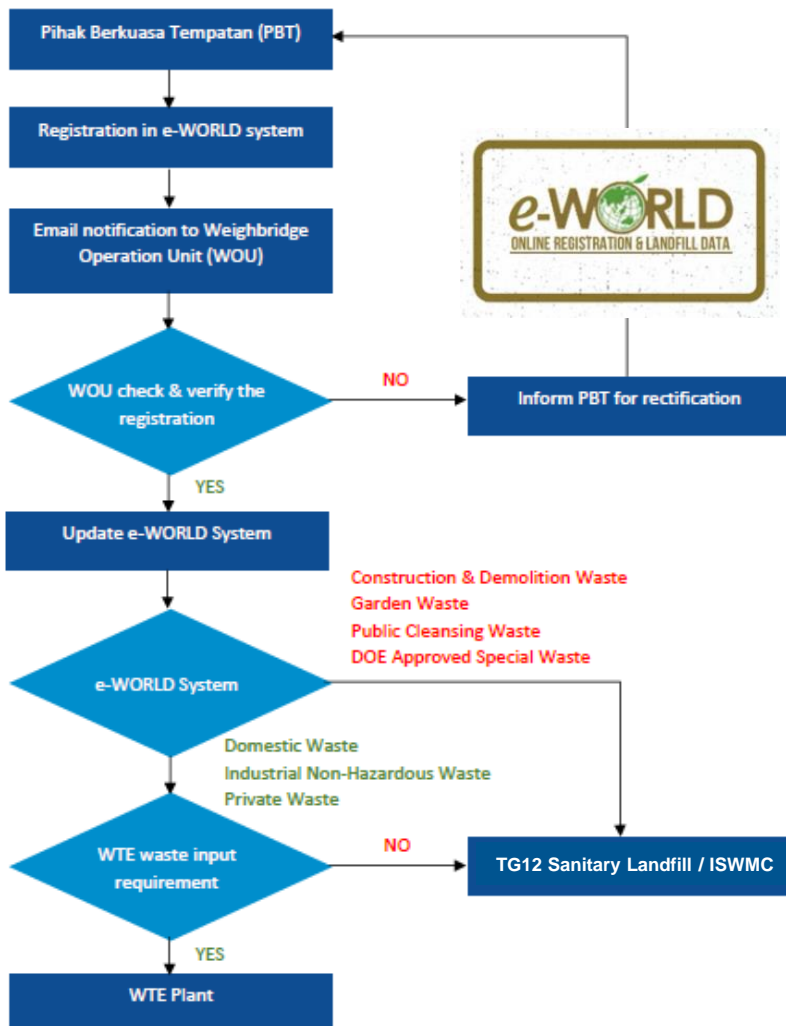 Pihak Berkuasa Tempatan (PBT)
Registration in e-WORLD system
e-WORLD
ONLINE REGISTRATION & LANDFILL DATA
Email notification to Weighbridge
Operation Unit (WOU)
WOU check & verify the
registration
NO
Inform PBT for rectification
YES
Update e-WORLD System
Construction & Demolition Waste
Garden Waste
Public Cleansing Waste
DOE Approved Special Waste
e-WORLD System
Domestic Waste
Industrial Non-Hazardous Waste
Private Waste
WTE waste input
requirement
NO
TG12 Sanitary Landfill / ISWMC
YES
WTE Plant